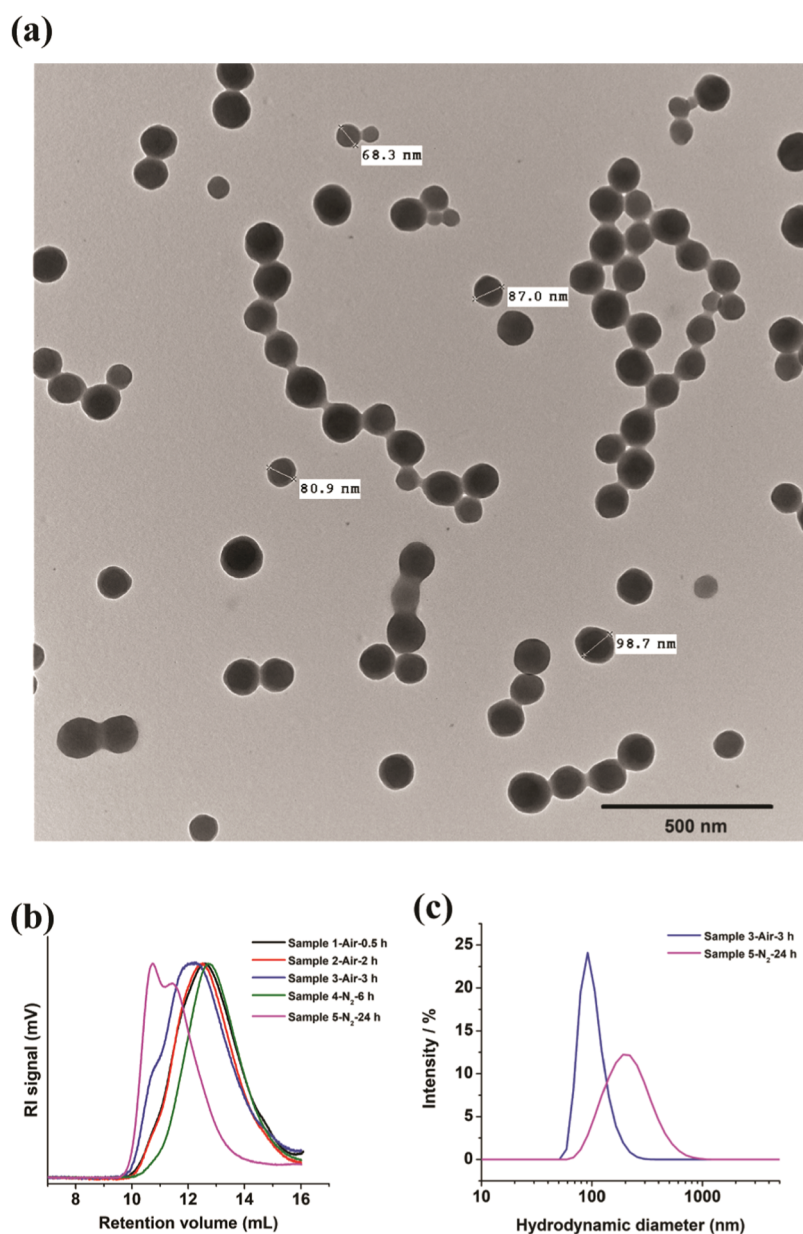 (a)
68.3 nm
87.0 nm
80.9 nm
98.7 nm
500 nm
(b)
Sample 1-Air-0.5 h
Sample 2-Air-2 h
Sample 3-Air-3 h
Sample 4-N₂-6 h
Sample 5-N₂-24 h
RI signal (mV)
8 10 12 14 16
Retention volume (mL)
(c)
Sample 3-Air-3 h
Sample 5-N₂-24 h
Intensity / %
25
20
15
10
5
0
10 100 1000
Hydrodynamic diameter (nm)